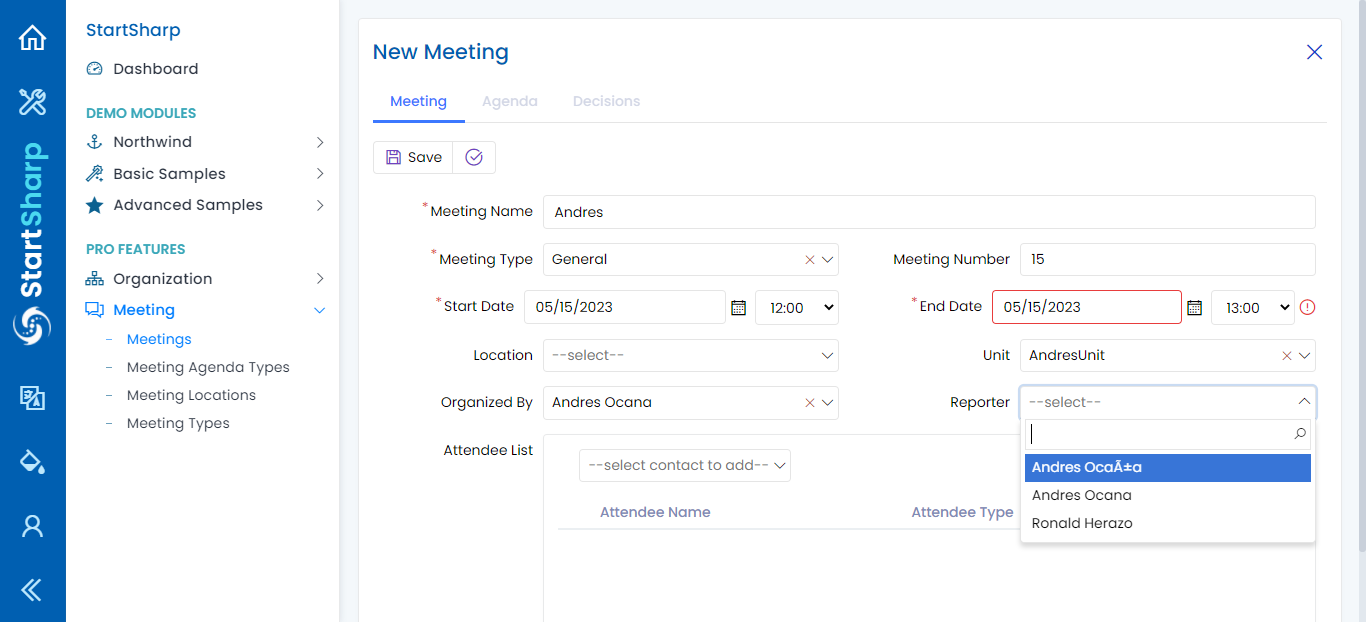 StartSharp
StartSharp
Dashboard
DEMO MODULES
Northwind
Basic Samples
Advanced Samples
PRO FEATURES
Organization
Meeting
Meetings
Meeting Agenda Types
Meeting Locations
Meeting Types
New Meeting
Meeting Agenda Decisions
Save
*Meeting Name Andres
*Meeting Type General Meeting Number 15
*Start Date 05/15/2023 12:00 *End Date 05/15/2023 13:00
Location --select-- Unit AndresUnit
Organized By Andres Ocana Reporter --select--
Attendee List
--select contact to add--
Attendee Name Attendee Type
Andres OcaÃ±a
Andres Ocana
Ronald Herazo